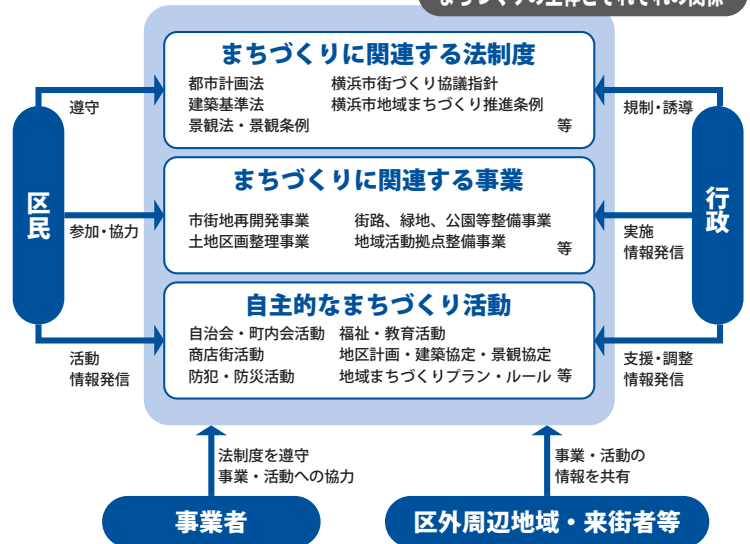 まちづくりに関連する法制度
都市計画法 横浜市街づくり協議指針
建築基準法 横浜市地域まちづくり推進条例
景観法・景観条例 等
遵守
規制・誘導
区民
行政
まちづくりに関連する事業
市街地再開発事業 街路、緑地、公園等整備事業
土地区画整理事業 地域活動拠点整備事業 等
参加・協力
実施
情報発信
自主的なまちづくり活動
自治会・町内会活動 福祉・教育活動
商店街活動 地区計画・建築協定・景観協定
防犯・防災活動 地域まちづくりプラン・ルール 等
活動
情報発信
支援・調整
情報発信
法制度を遵守
事業・活動への協力
事業・活動の
情報を共有
事業者
区外周辺地域・来街者等